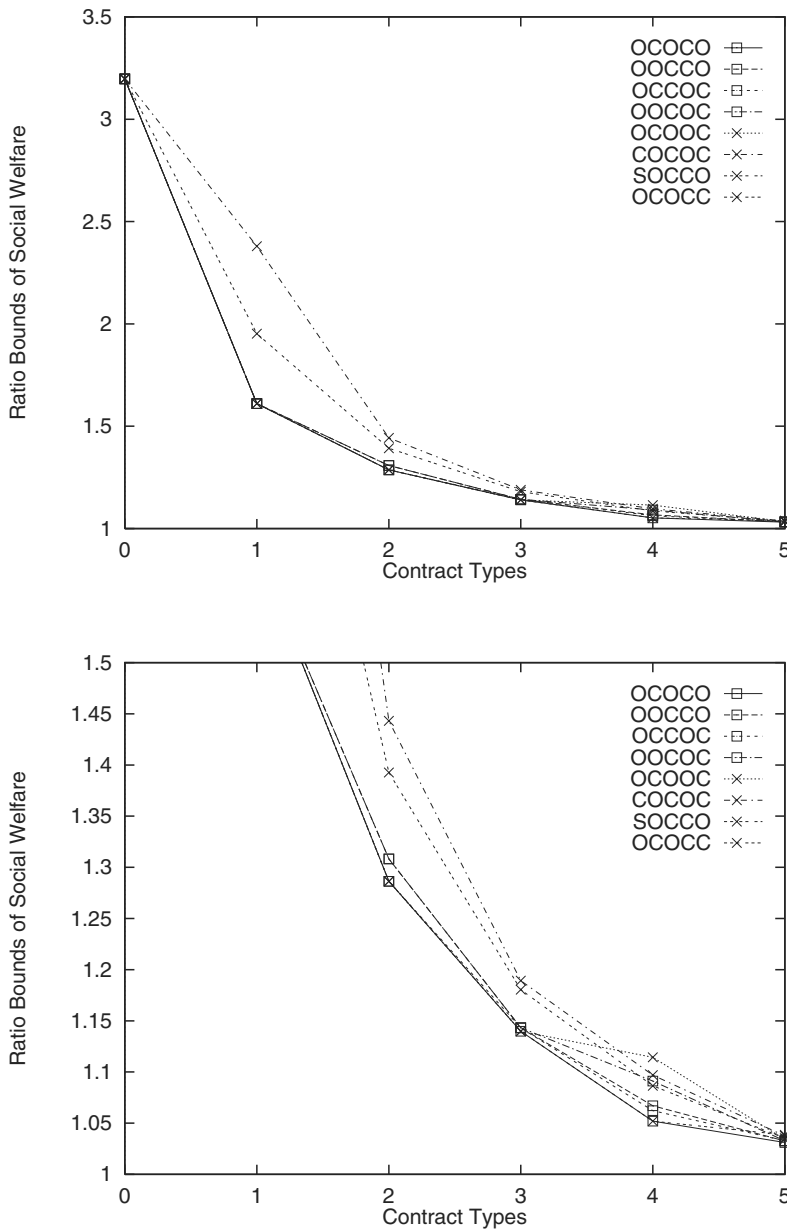 3.5
3
2.5
2
1.5
1
Ratio Bounds of Social Welfare
OCOCO
OOCCO
OCCOC
OOCOC
OCOOC
COCOC
SOCCO
OCOCC
0 1 2 3 4 5
Contract Types
1.5
1.45
1.4
1.35
1.3
1.25
1.2
1.15
1.1
1.05
1
Ratio Bounds of Social Welfare
OCOCO
OOCCO
OCCOC
OOCOC
OCOOC
COCOC
SOCCO
OCOCC
0 1 2 3 4 5
Contract Types